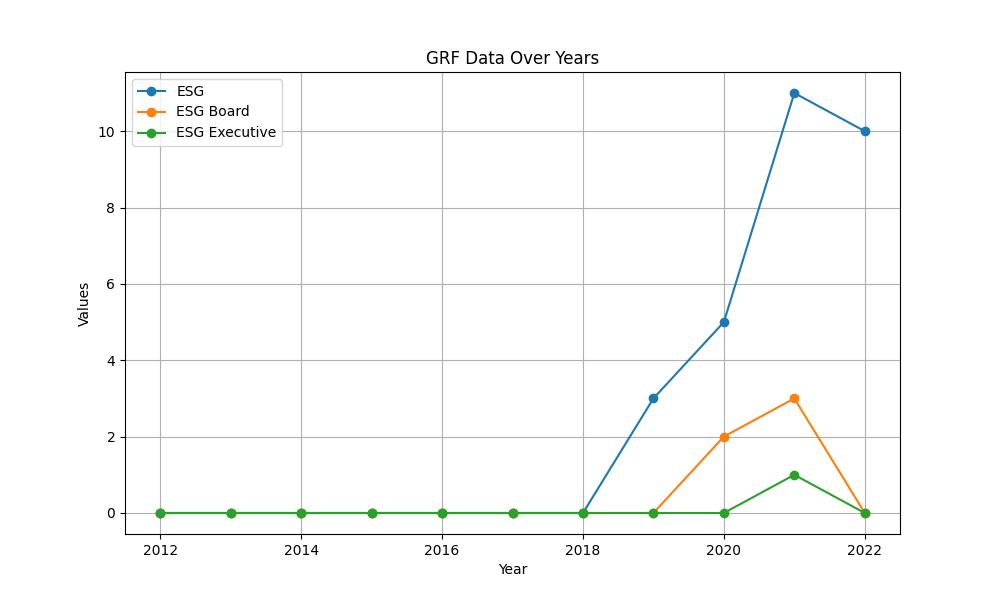 GRF Data Over Years
ESG
ESG Board
ESG Executive
10
8
6
4
2
0
Values
2012 2014 2016 2018 2020 2022
Year